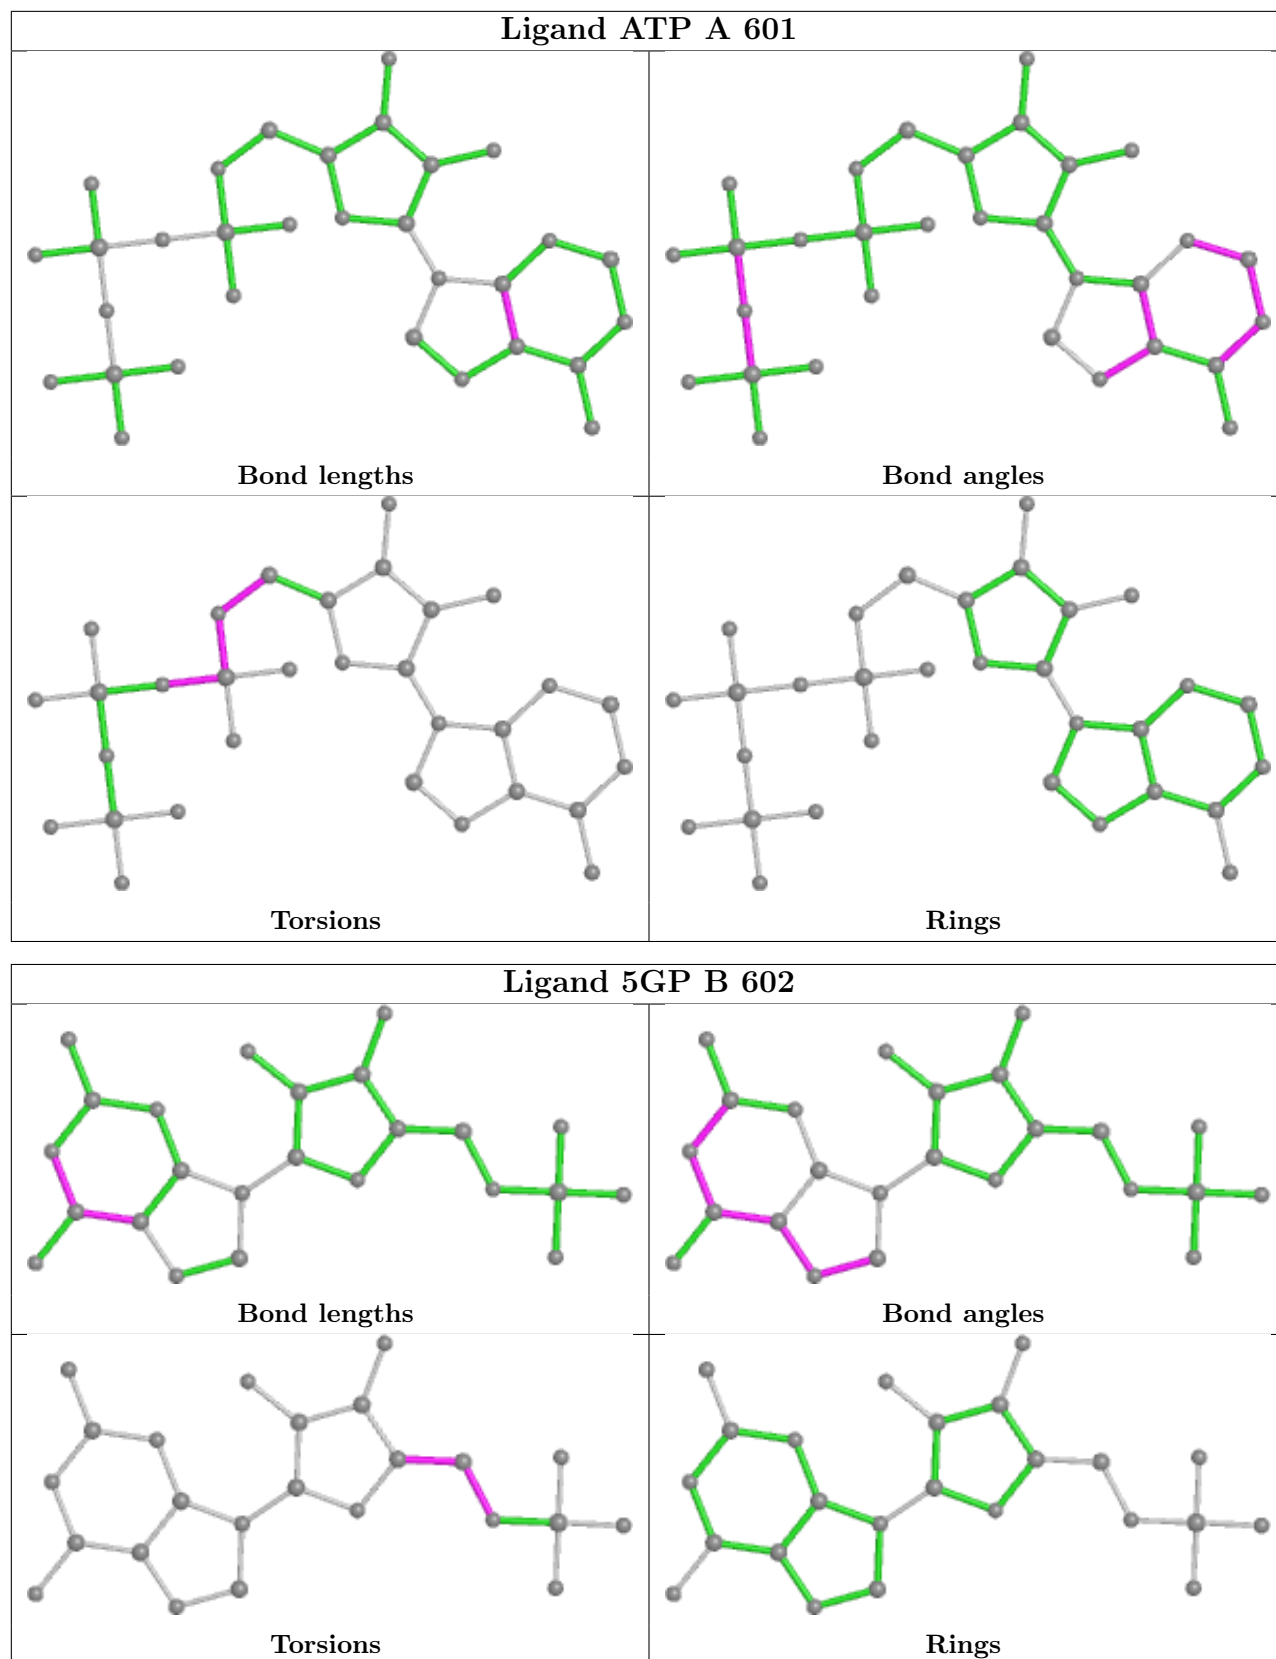 Ligand ATP A 601
Bond lengths
Bond angles
Torsions
Rings
Ligand 5GP B 602
Bond lengths
Bond angles
Torsions
Rings